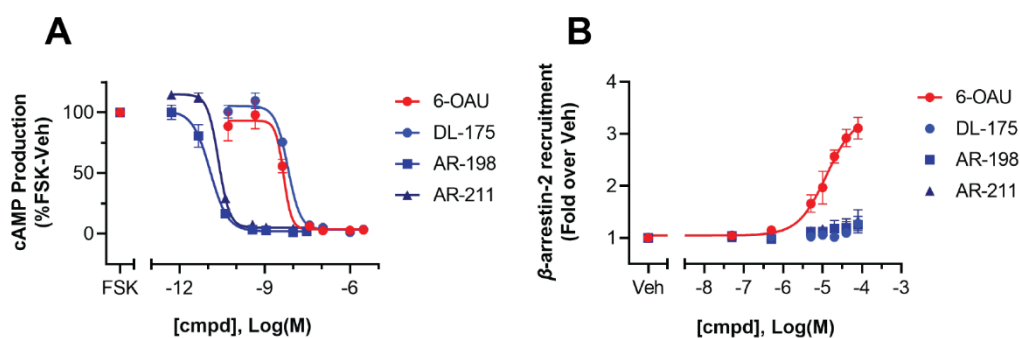 A
cAMP Production
(%FSK-Veh)
100
50
0
FSK
-12
-9
-6
[cmpd], Log(M)
6-OAU
DL-175
AR-198
AR-211
B
β-arrestin-2 recruitment
(Fold over Veh)
4
3
2
1
Veh
-8
-7
-6
-5
-4
-3
[cmpd], Log(M)
6-OAU
DL-175
AR-198
AR-211